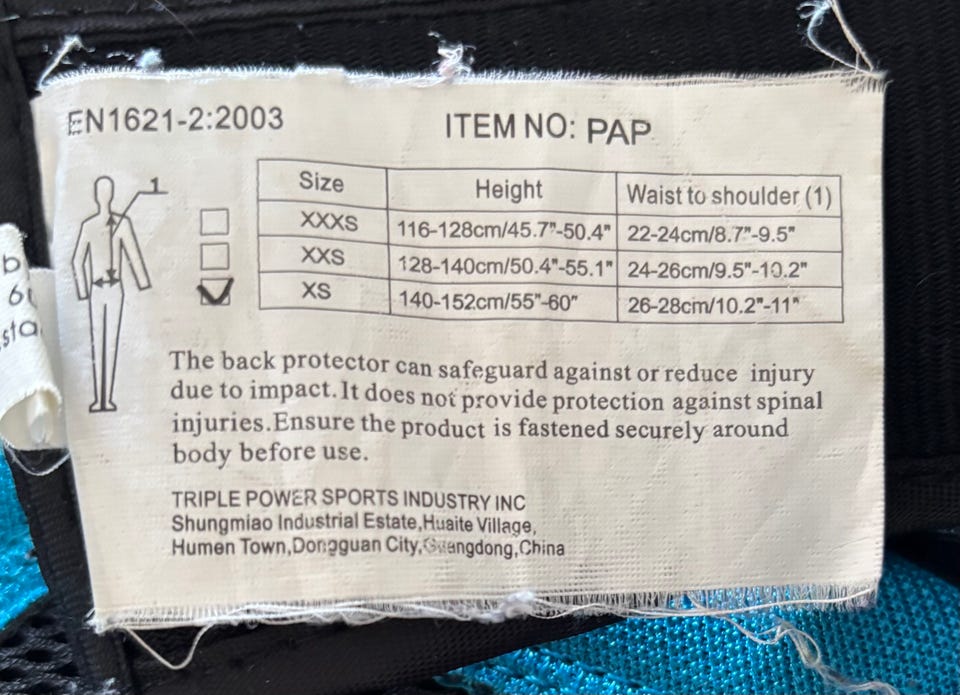 EN1621-2:2003
ITEM NO: PAP
1
Size Height Waist to shoulder (1)
XXXS 116-128cm/45.7"-50.4" 22-24cm/8.7"-9.5"
XXS 128-140cm/50.4"-55.1" 24-26cm/9.5"-10.2"
XS 140-152cm/55"-60" 26-28cm/10.2"-11"
The back protector can safeguard against or reduce injury
due to impact.It does not provide protection against spinal
injuries.Ensure the product is fastened securely around
body before use.
TRIPLE POWER SPORTS INDUSTRY INC
Shungmiao Industrial Estate,Huaite Village,
Humen Town,Dongguan City,Guangdong,China